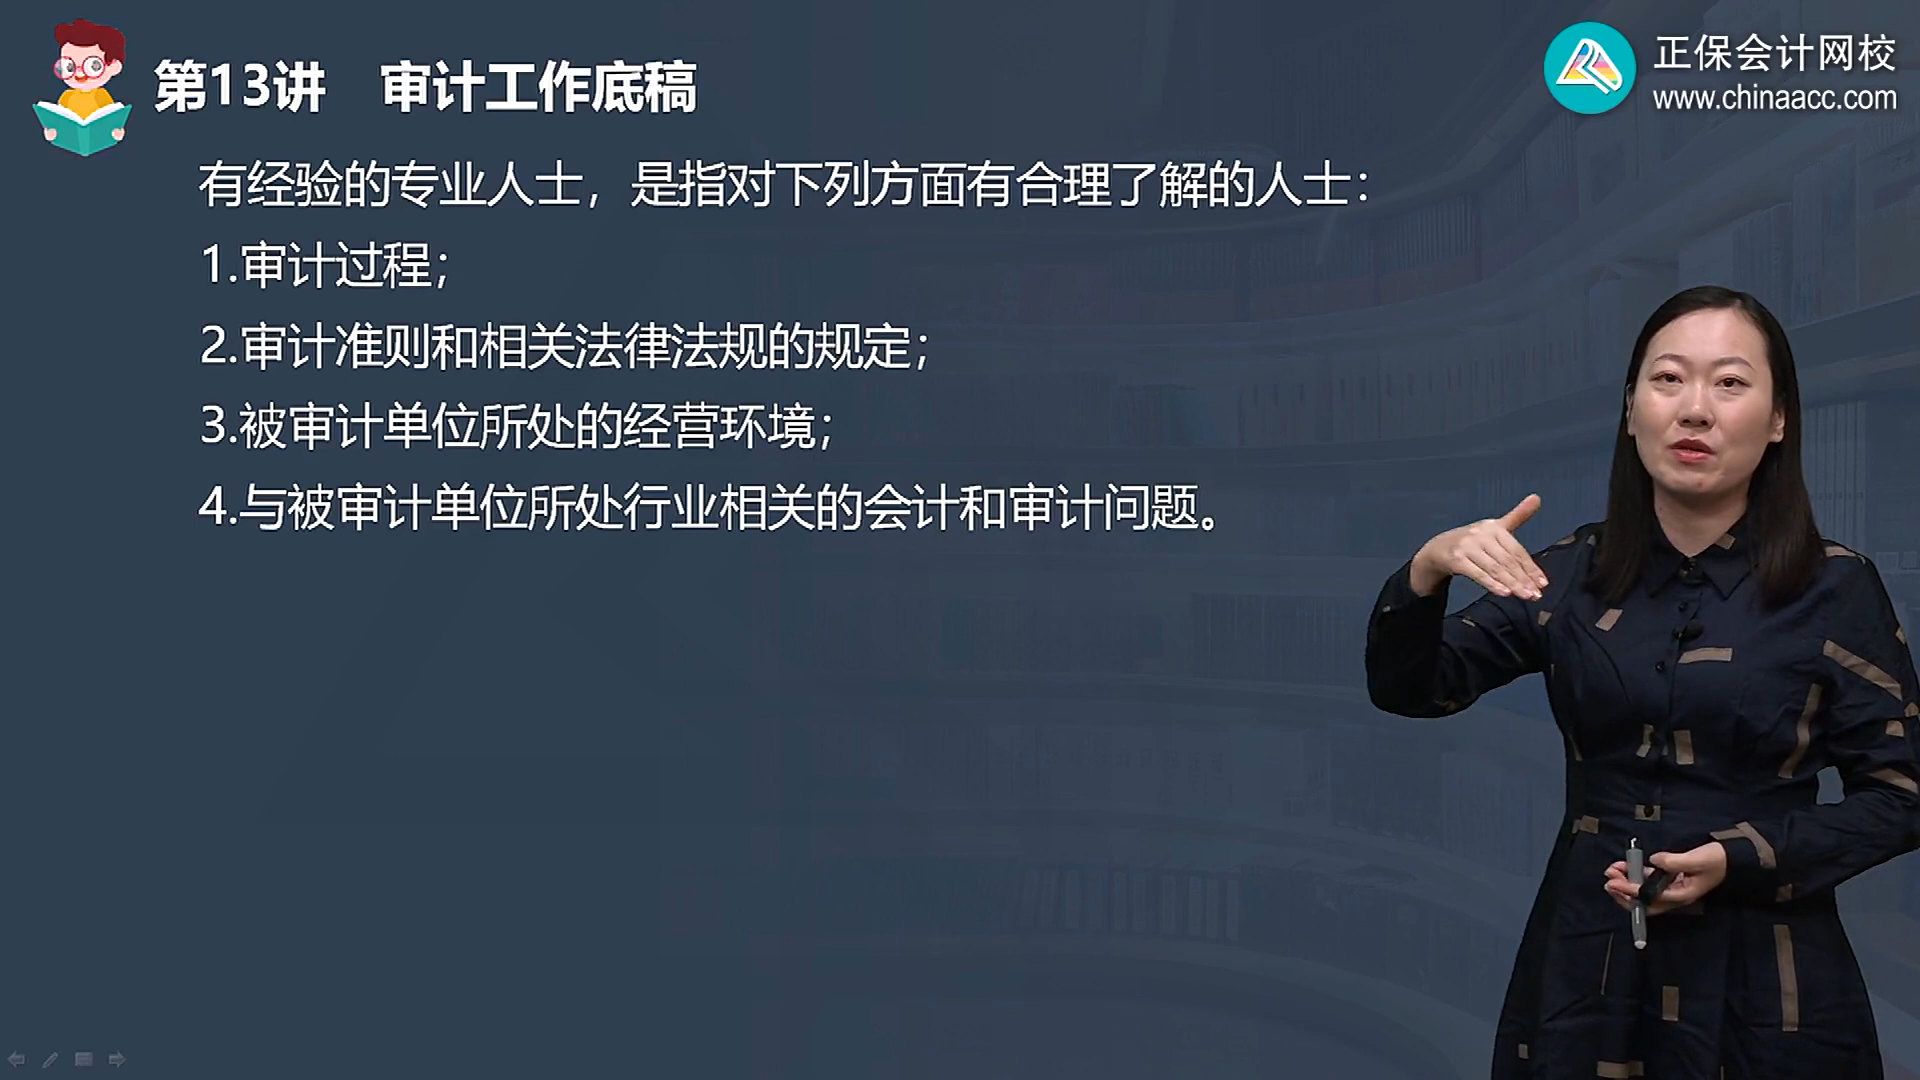 第13讲 审计工作底稿
正保会计网校
www.chinaacc.com
有经验的专业人士，是指对下列方面有合理了解的人士：
1.审计过程；
2.审计准则和相关法律法规的规定；
3.被审计单位所处的经营环境；
4.与被审计单位所处行业相关的会计和审计问题。